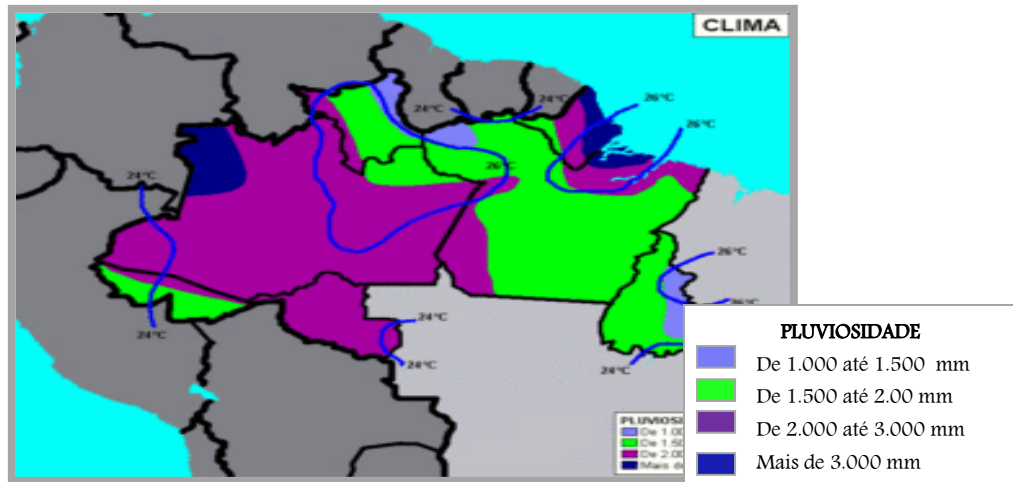 CLIMA
24°C
24°C
26°C
26°C
26°C
24°C
26°C
24°C
24°C
24°C
24°C
PLUVIOSIDADE
De 1.000 até 1.500 mm
De 1.500 até 2.00 mm
De 2.000 até 3.000 mm
Mais de 3.000 mm